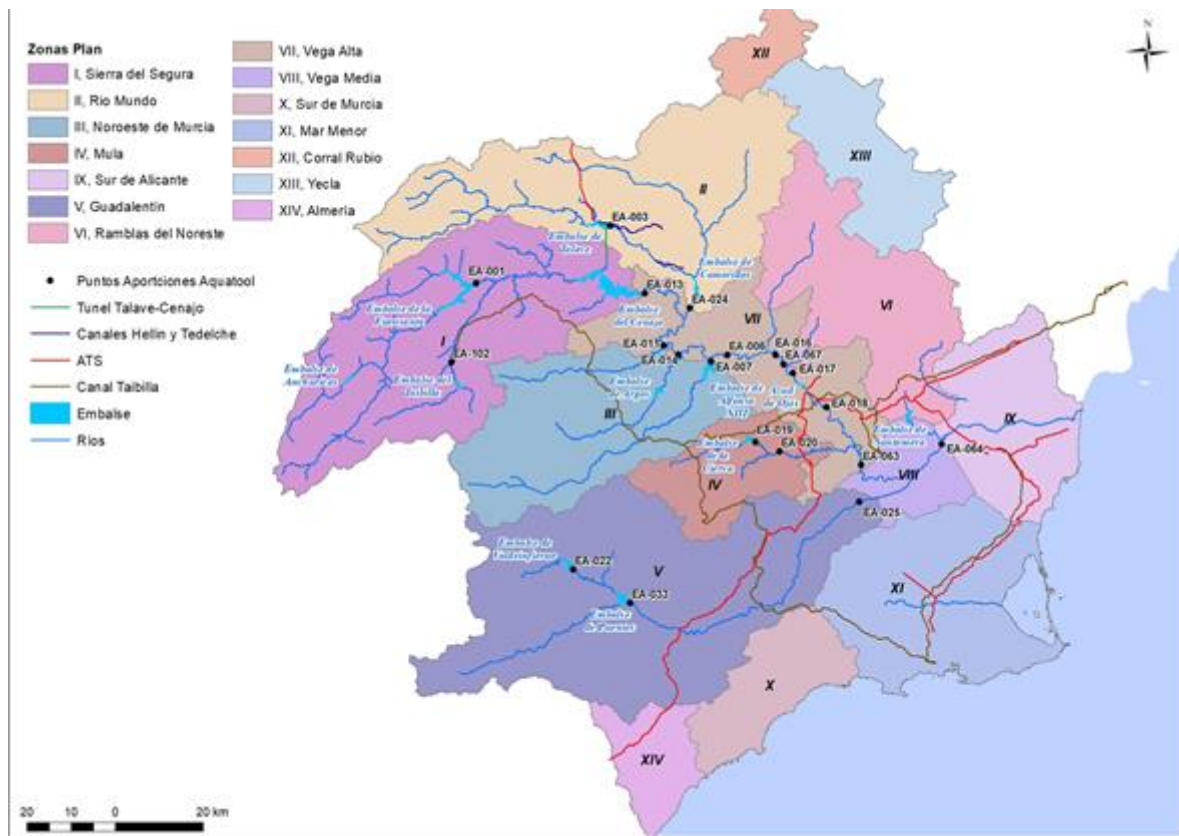 Zonas Plan
I, Sierra del Segura
II, Rio Mundo
III, Noroeste de Murcia
IV, Mula
IX, Sur de Alicante
V, Guadalentín
VI, Ramblas del Noreste
VII, Vega Alta
VIII, Vega Media
X, Sur de Murcia
XI, Mar Menor
XII, Corral Rubio
XIII, Yecla
XIV, Almería
Puntos Aportciones Aquatool
Tunel Talave-Cenajo
Canales Hellin y Tedelche
ATS
Canal Taibilla
Embalse
Ríos
N
XII
XIII
II
EA-003
Embalse de
Talave
EA-001
EA-013
Embalse de
Camarillas
EA-024
VI
Embalse de la
Fuensanta
Embalse
del Cenajo
VII
I
EA-102
EA-011
EA-014
EA-006
EA-016
EA-067
EA-007
EA-017
Embalse de
Anchuricas
Embalse del
Taibilla
Embalse
de Argos
Embalse de
Alfonso
XIII
Azud
de Ojós
EA-018
III
IX
EA-019
EA-020
Embalse de
Santomera
EA-064
Embalse
de la
Cierva
EA-063
VIII
IV
EA-025
Embalse de
Valdeinfierno
EA-022
V
EA-033
Embalse
de Puentes
XI
X
XIV
20 10 0 20 km